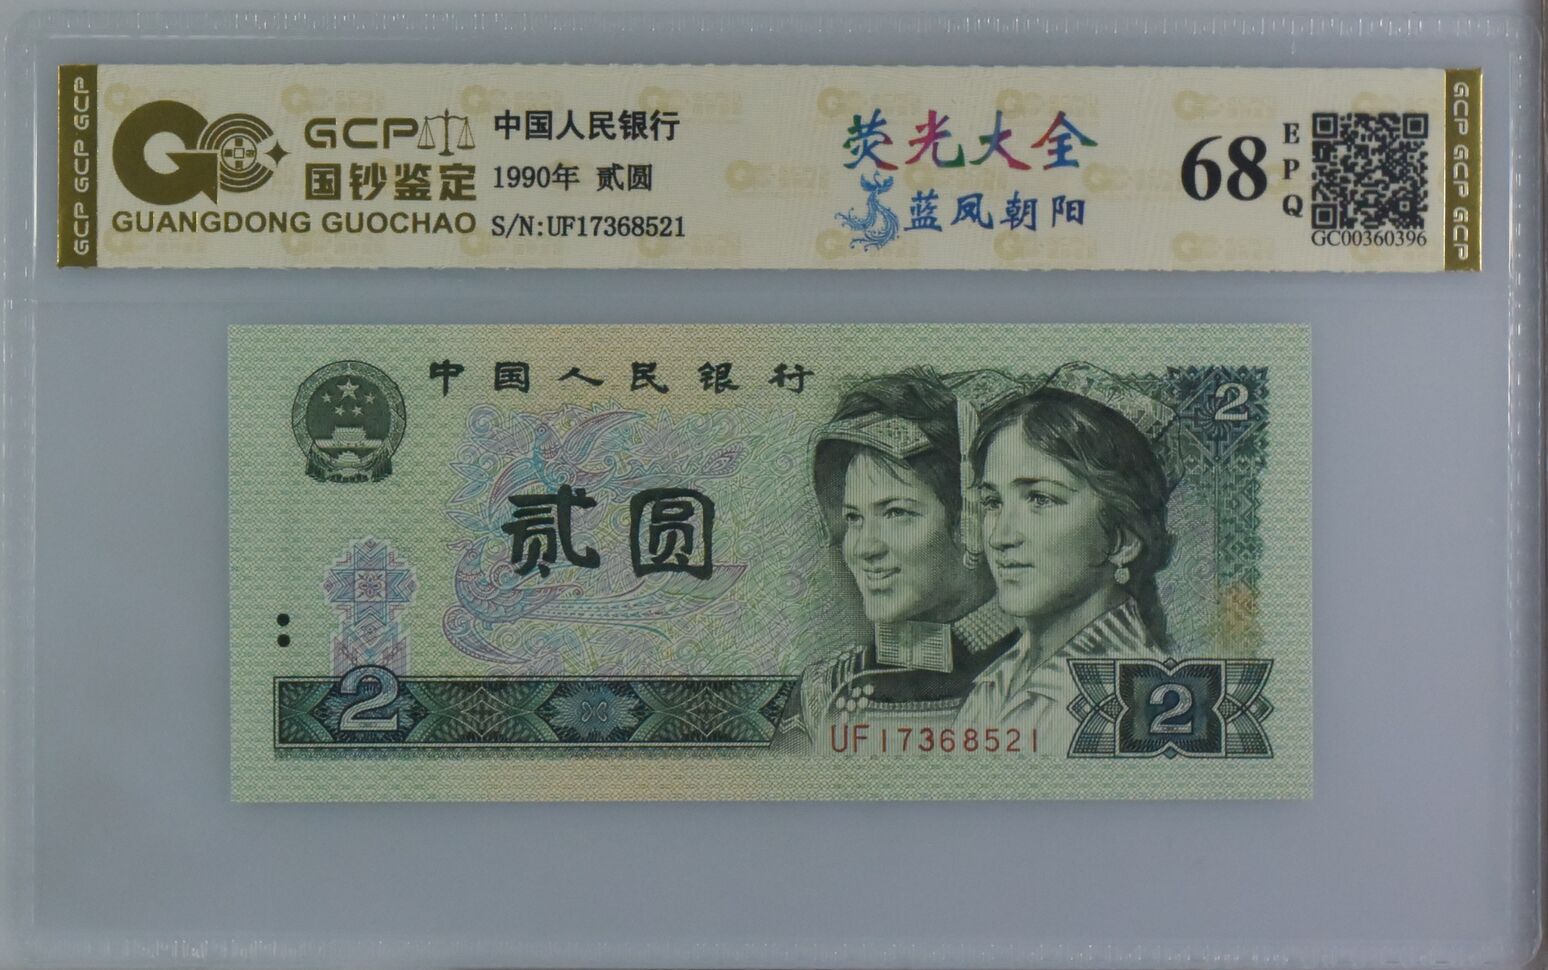 GCP GCP GCP
GCP
国钞鉴定
GUANGDONG GUOCHAO
中国人民银行
1990年 贰圆
S/N:UF17368521
荧光大全
蓝凤朝阳
68
EPQ
GC00360396
GCP GCP GCP
中国人民银行
2
贰圆
2
UF17368521
2